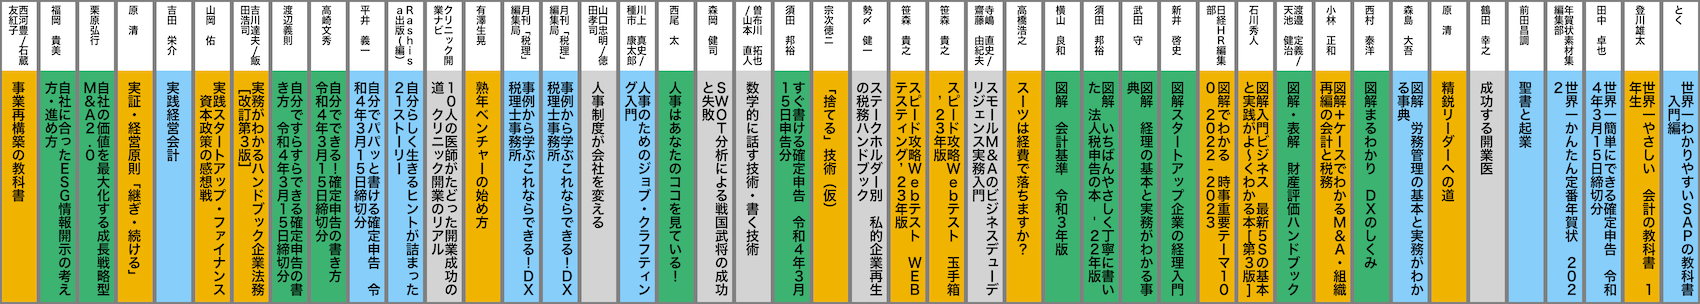 とく
世界一わかりやすいSAPの教科書
入門編
登川雄太
世界一やさしい 会計の教科書 1
年生
田中 卓也
世界一簡単にできる確定申告 令和
4年3月15日締切分
年賀状素材集
編集部
世界一かんたん定番年賀状 202
2
前田昌調
聖書と起業
鶴田 幸之
成功する開業医
原 清
精鋭リーダーへの道
森島 大吾
図解 労務管理の基本と実務がわか
る事典
西村 泰洋
図解まるわかり DXのしくみ
小林 正和
図解+ケースでわかるM&A・組織
再編の会計と税務
渡邉 定義/
天池 健治
図解・表解 財産評価ハンドブック
石川秀人
図解入門ビジネス 最新5Sの基本
と実践がよ～くわかる本[第3版]
日経HR編集
部
図解でわかる 時事重要テーマ10
0 2022-2023
新井 啓史
図解スタートアップ企業の経理入門
武田 守
図解 経理の基本と実務がわかる事
典
須田 邦裕
図解 いちばんやさしく丁寧に書い
た 法人税申告の本 '22年版
横山 良和
図解 会計基準 令和3年版
高橋浩之
スーツは経費で落ちますか?
寺嶋 直史/
齋藤 由紀夫
スモールM&Aのビジネスデューデ
リジェンス実務入門
笹森 貴之
スピード攻略Webテスト 玉手箱
'23年版
笹森 貴之
スピード攻略Webテスト WEB
テスティング'23年版
勢〆 健一
ステークホルダー別 私的企業再生
の税務ハンドブック
宗次徳二
「捨てる」技術(仮)
須田 邦裕
すぐ書ける確定申告 令和4年3月
15日申告分
曽布川 拓也
/山本 直人
数学的に話す技術・書く技術
森岡 健司
SWOT分析による戦国武将の成功
と失敗
西尾 太
人事はあなたのココを見ている!
川上 真史/
種市 康太郎
人事のためのジョブ・クラフティン
グ入門
山口忠明/德
田孝司
人事制度が会社を変える
月刊「税理」
編集局
事例から学ぶこれならできる!DX
税理士事務所
月刊「税理」
編集局
事例から学ぶこれならできる!DX
税理士事務所
有澤生晃
熟年ベンチャーの始め方
クリニック開
業ナビ
10人の医師がたどった開業成功の
道 クリニック開業のリアル
Rashis
a出版(編)
自分らしく生きるヒントが詰まった
21ストーリー
平井 義一
自分でパパッと書ける確定申告 令
和4年3月15日締切分
高崎文秀
自分でできる!確定申告の書き方
令和4年3月15日締切分
渡辺義則
自分ですらすらできる確定申告の書
き方 令和4年3月15日締切分
吉川達夫/飯
田浩司
実務がわかるハンドブック企業法務
[改訂第3版]
山岡 佑
実践スタートアップ・ファイナンス
資本政策の感想戦
吉田 栄介
実践経営会計
原 清
実証・経営原則「継ぎ・続ける」
栗原弘行
自社の価値を最大化する成長戦略型
M&A2.0
福岡 貴美
自社に合ったESG情報開示の考え
方・進め方
西河豊/石蔵
友紅子
事業再構築の教科書